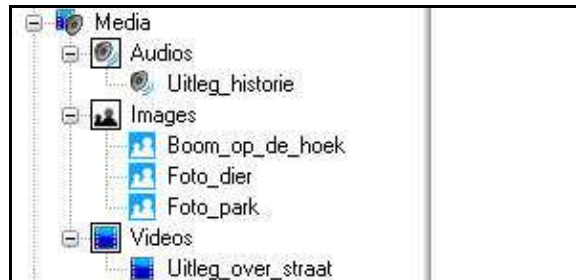 Media
Audios
Uitleg_historie
Images
Boom_op_de_hoek
Foto_dier
Foto_park
Videos
Uitleg_over_straat